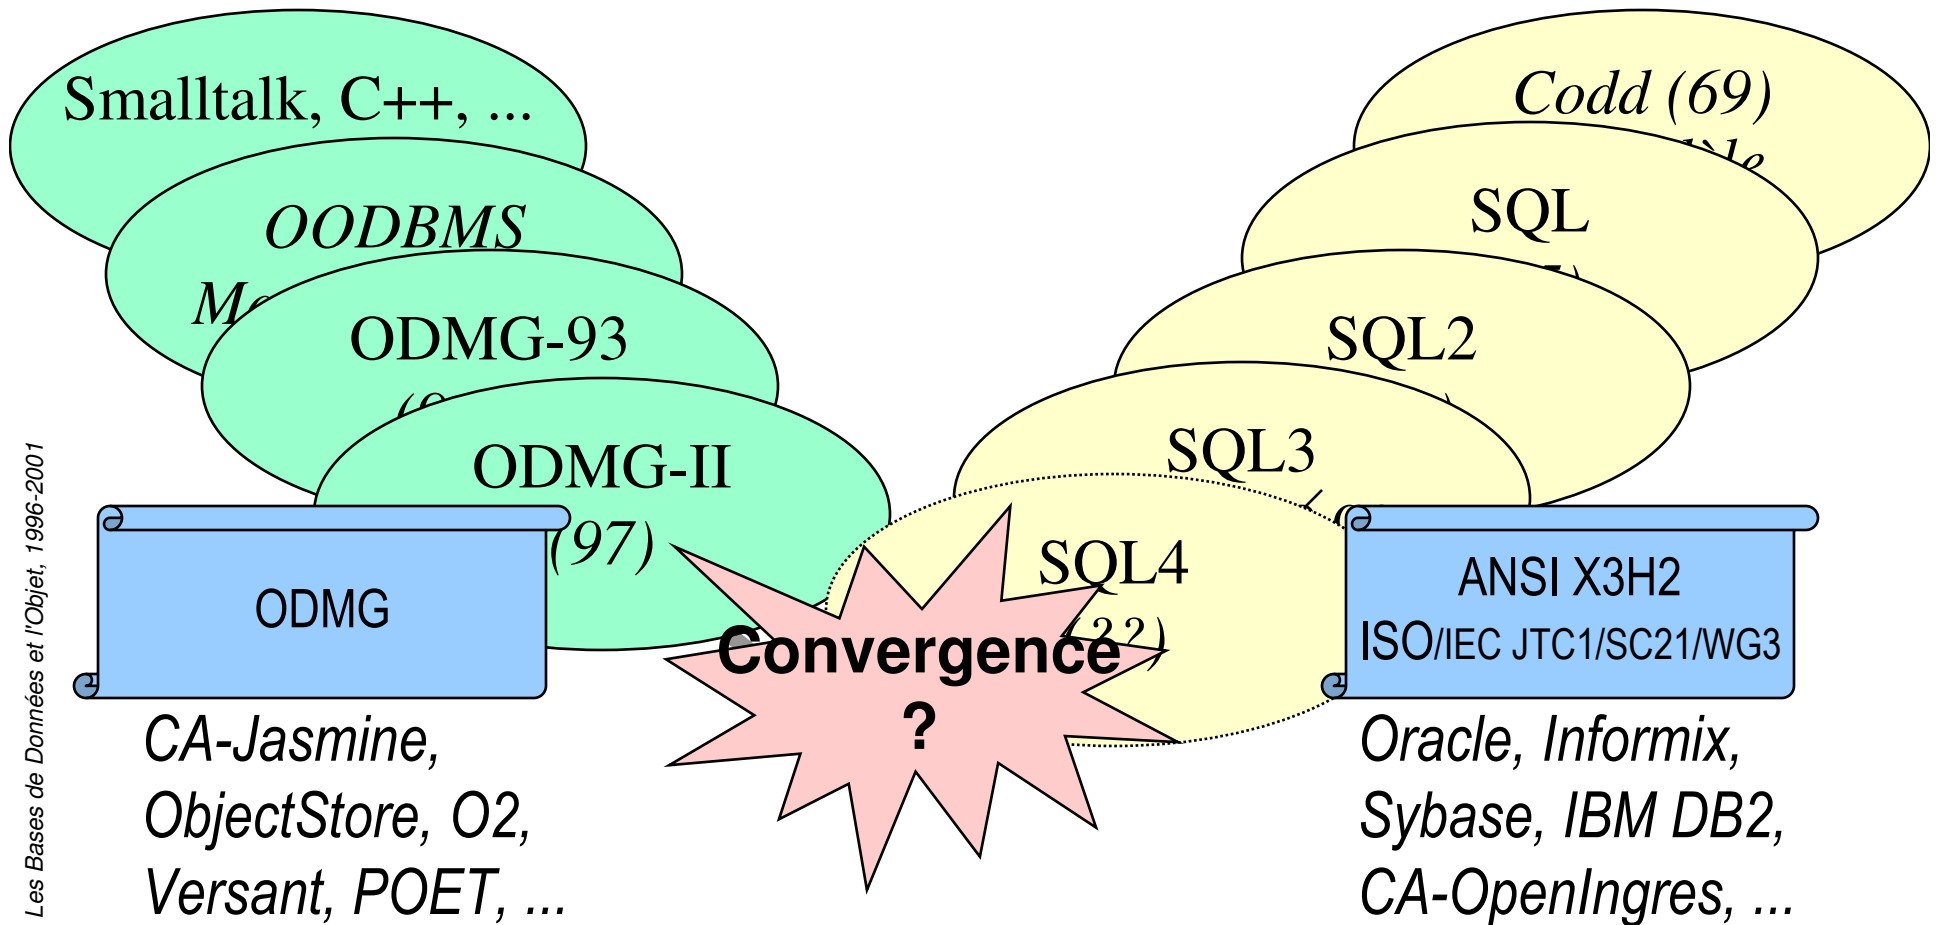 Smalltalk, C++, ...
OODBMS
ODMG-93
ODMG-II
(97)
Codd (69)
SQL
SQL2
SQL3
SQL4
(??)
Convergence
?
ODMG
CA-Jasmine,
ObjectStore, O2,
Versant, POET, ...
ANSI X3H2
ISO/IEC JTC1/SC21/WG3
Oracle, Informix,
Sybase, IBM DB2,
CA-OpenIngres, ...
Les Bases de Données et l'Objet, 1996-2001